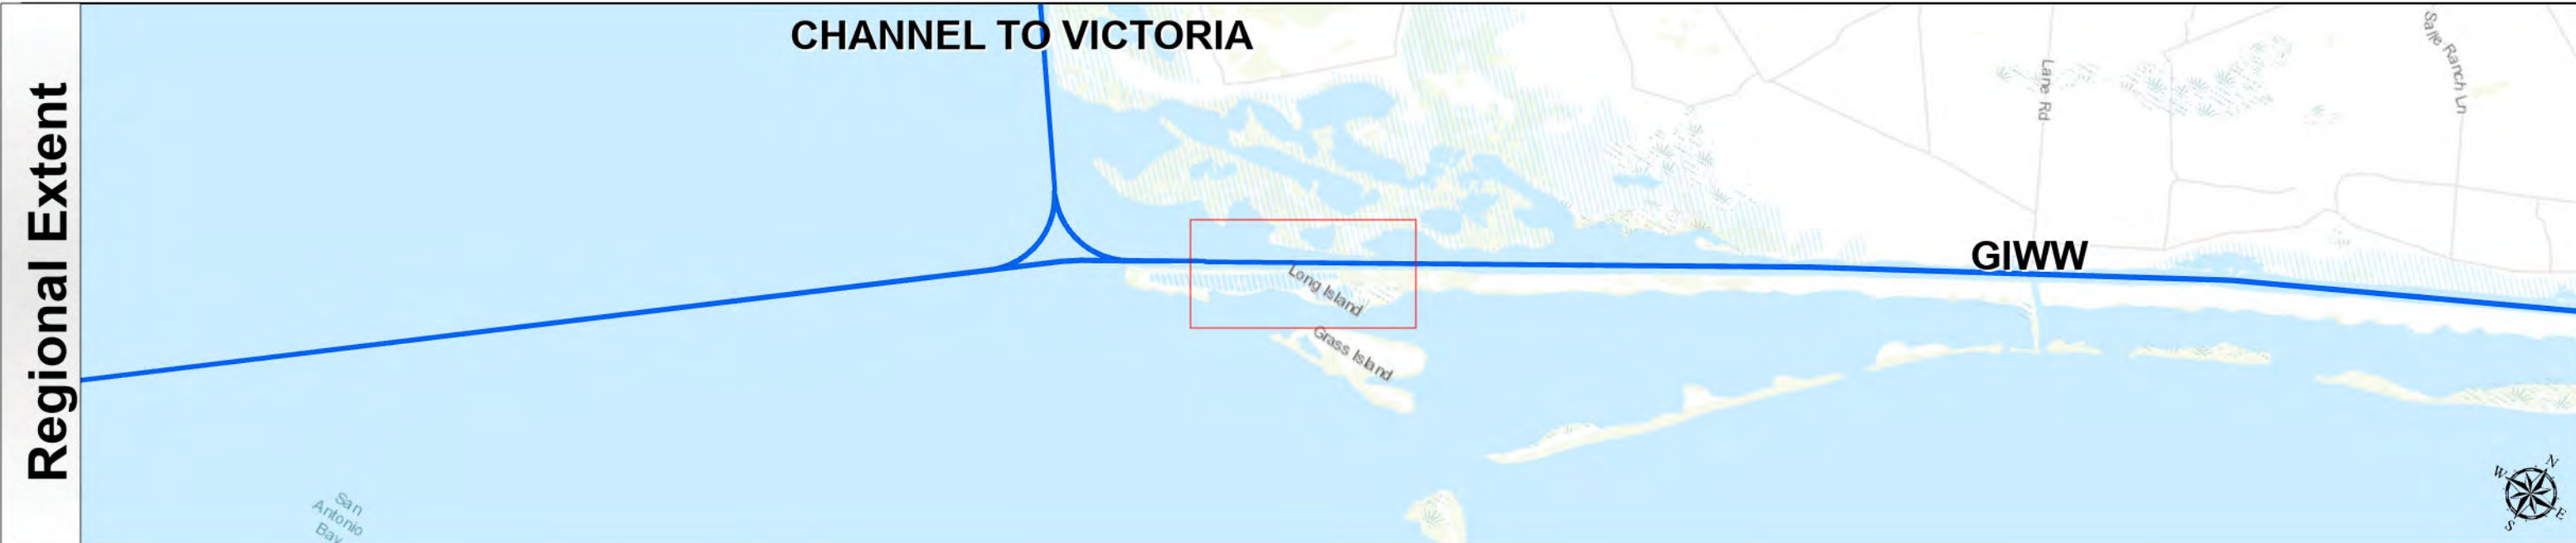 Regional Extent
CHANNEL TO VICTORIA
GIWW
Long Island
Grass Island
Lane Rd
Salle Ranch Ln
San
Antonio
Bay
N
W
E
S